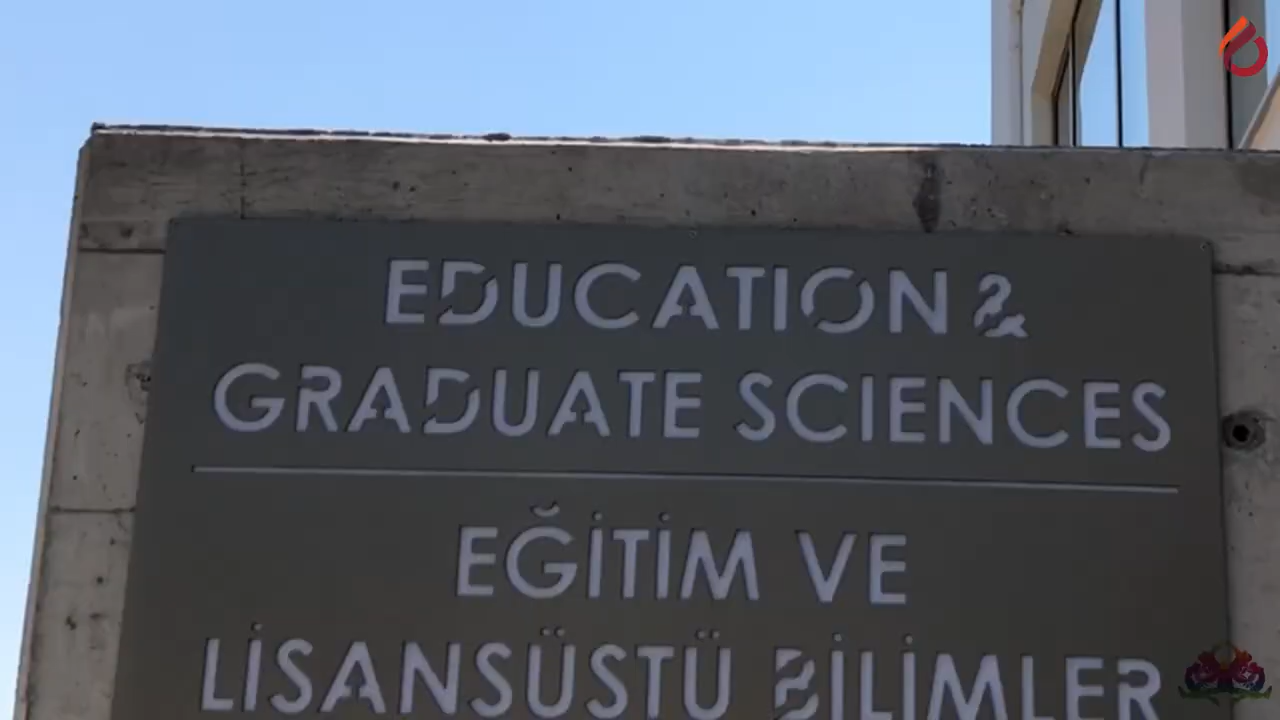 EDUCATION &
GRADUATE SCIENCES
EĞİTİM VE
LİSANSÜSTÜ BİLİMLER